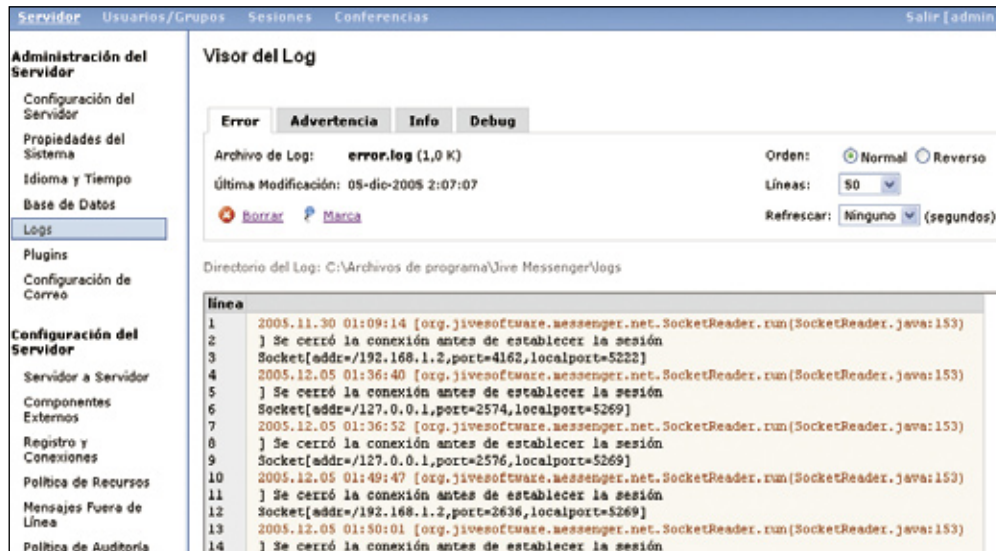 Servidor Usuarios/Grupos Sesiones Conferencias Salir [admin
Administración del
Servidor
Configuración del
Servidor
Propiedades del
Sistema
Idioma y Tiempo
Base de Datos
Logs
Plugins
Configuración de
Correo
Configuración del
Servidor
Servidor a Servidor
Componentes
Externos
Registro y
Conexiones
Política de Recursos
Mensajes Fuera de
Línea
Política de Auditoría
Visor del Log
Error Advertencia Info Debug
Archivo de Log: error.log (1,0 K)
Última Modificación: 05-dic-2005 2:07:07
Borrar Marca
Orden: Normal Reverso
Líneas: 50
Refrescar: Ninguno (segundos)
Directorio del Log: C:\Archivos de programa\Jive Messenger\logs
línea
1 2005.11.30 01:09:14 [org.jivesoftware.messenger.net.SocketReader.run(SocketReader.java:153)
2 ] Se cerró la conexión antes de establecer la sesión
3 Socket[addr=/192.168.1.2,port=4162,localport=5222]
4 2005.12.05 01:36:40 [org.jivesoftware.messenger.net.SocketReader.run(SocketReader.java:153)
5 ] Se cerró la conexión antes de establecer la sesión
6 Socket[addr=/127.0.0.1,port=2574,localport=5269]
7 2005.12.05 01:36:52 [org.jivesoftware.messenger.net.SocketReader.run(SocketReader.java:153)
8 ] Se cerró la conexión antes de establecer la sesión
9 Socket[addr=/127.0.0.1,port=2576,localport=5269]
10 2005.12.05 01:49:47 [org.jivesoftware.messenger.net.SocketReader.run(SocketReader.java:153)
11 ] Se cerró la conexión antes de establecer la sesión
12 Socket[addr=/192.168.1.2,port=2636,localport=5269]
13 2005.12.05 01:50:01 [org.jivesoftware.messenger.net.SocketReader.run(SocketReader.java:153)
14 ] Se cerró la conexión antes de establecer la sesión